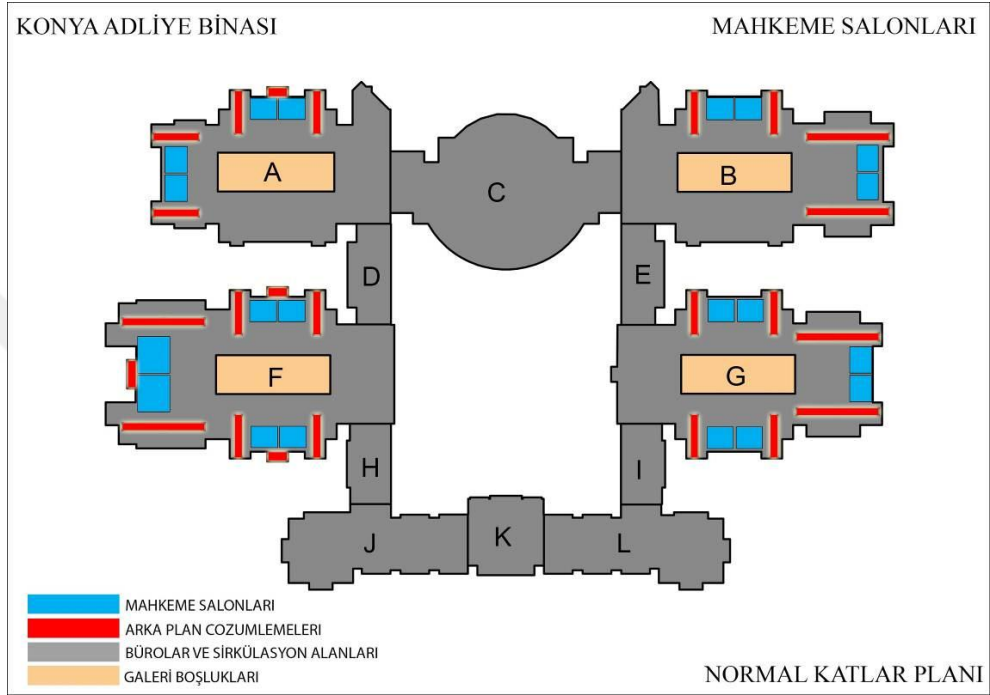 KONYA ADLİYE BİNASI
MAHKEME SALONLARI
A
B
C
D
E
F
G
H
I
J
K
L
MAHKEME SALONLARI
ARKA PLAN COZUMLEMELERİ
BÜROLAR VE SİRKÜLASYON ALANLARI
GALERİ BOŞLUKLARI
NORMAL KATLAR PLANI